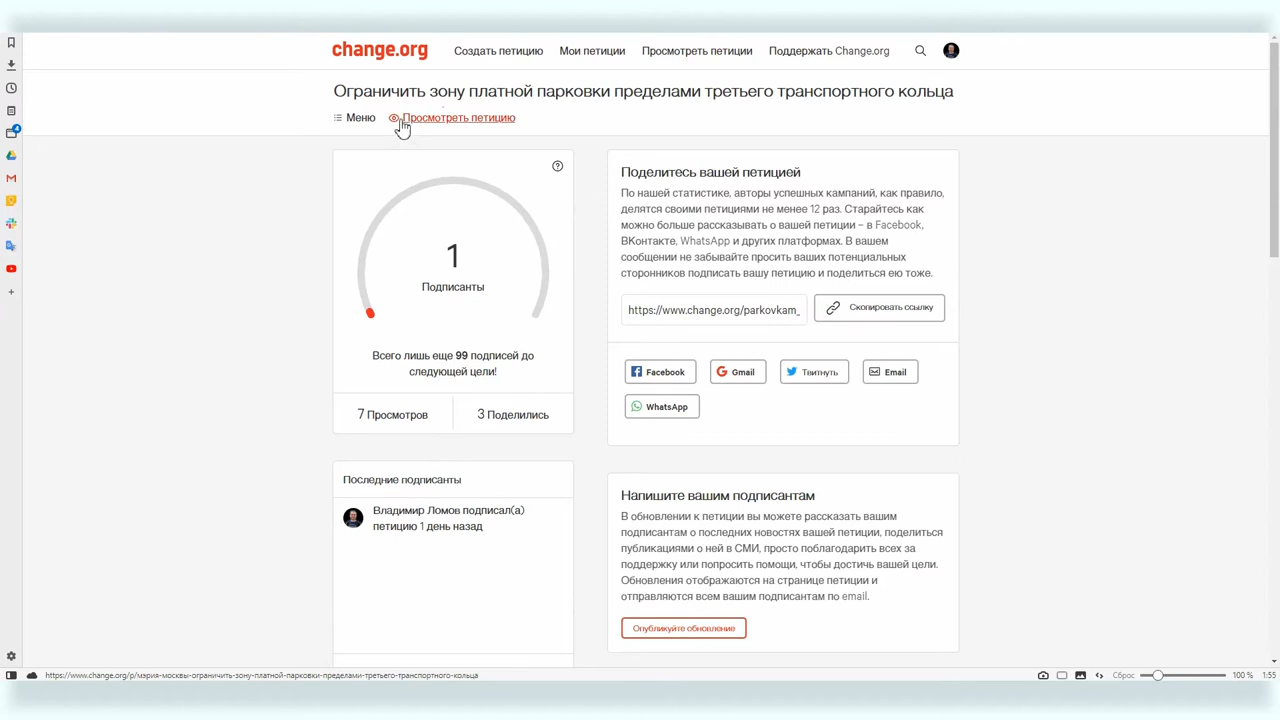 change.org
Создать петицию
Мои петиции
Просмотреть петиции
Поддержать Change.org
Ограничить зону платной парковки пределами третьего транспортного кольца
Меню
Просмотреть петицию
1
Подписанты
Всего лишь еще 99 подписей до
следующей цели!
7 Просмотров
3 Поделились
Последние подписанты
Владимир Ломов подписал(а)
петицию 1 день назад
Поделитесь вашей петицией
По нашей статистике, авторы успешных кампаний, как правило,
делятся своими петициями не менее 12 раз. Старайтесь как
можно больше рассказывать о вашей петиции – в Facebook,
ВКонтакте, WhatsApp и других платформах. В вашем
сообщении не забывайте просить ваших потенциальных
сторонников подписать вашу петицию и поделиться ею тоже.
https://www.change.org/parkovkam_
Скопировать ссылку
Facebook
Gmail
Твитнуть
Email
WhatsApp
Напишите вашим подписантам
В обновлении к петиции вы можете рассказать вашим
подписантам о последних новостях вашей петиции, поделиться
публикациями о ней в СМИ, просто поблагодарить всех за
поддержку или попросить помощи, чтобы достичь вашей цели.
Обновления отображаются на странице петиции и
отправляются всем вашим подписантам по email.
Опубликуйте обновление
https://www.change.org/p/мэрия-москвы-ограничить-зону-платной-парковки-пределами-третьего-транспортного-кольца
Сброс
100 %
1:55
4